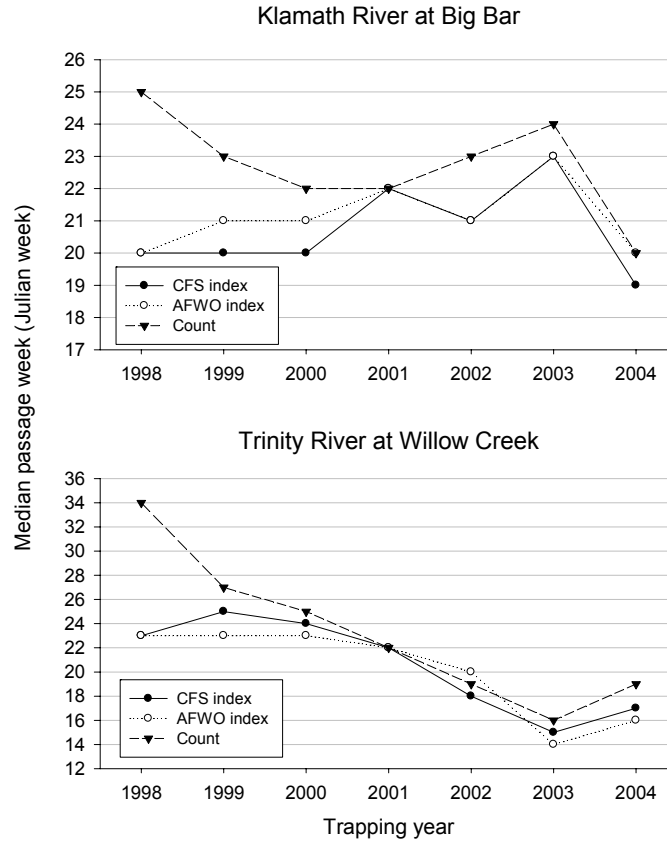 Klamath River at Big Bar
26
25
24
23
22
21
20
19
18
17
CFS index
AFWO index
Count
1998 1999 2000 2001 2002 2003 2004
Median passage week (Julian week)
Trinity River at Willow Creek
36
34
32
30
28
26
24
22
20
18
16
14
12
CFS index
AFWO index
Count
1998 1999 2000 2001 2002 2003 2004
Trapping year